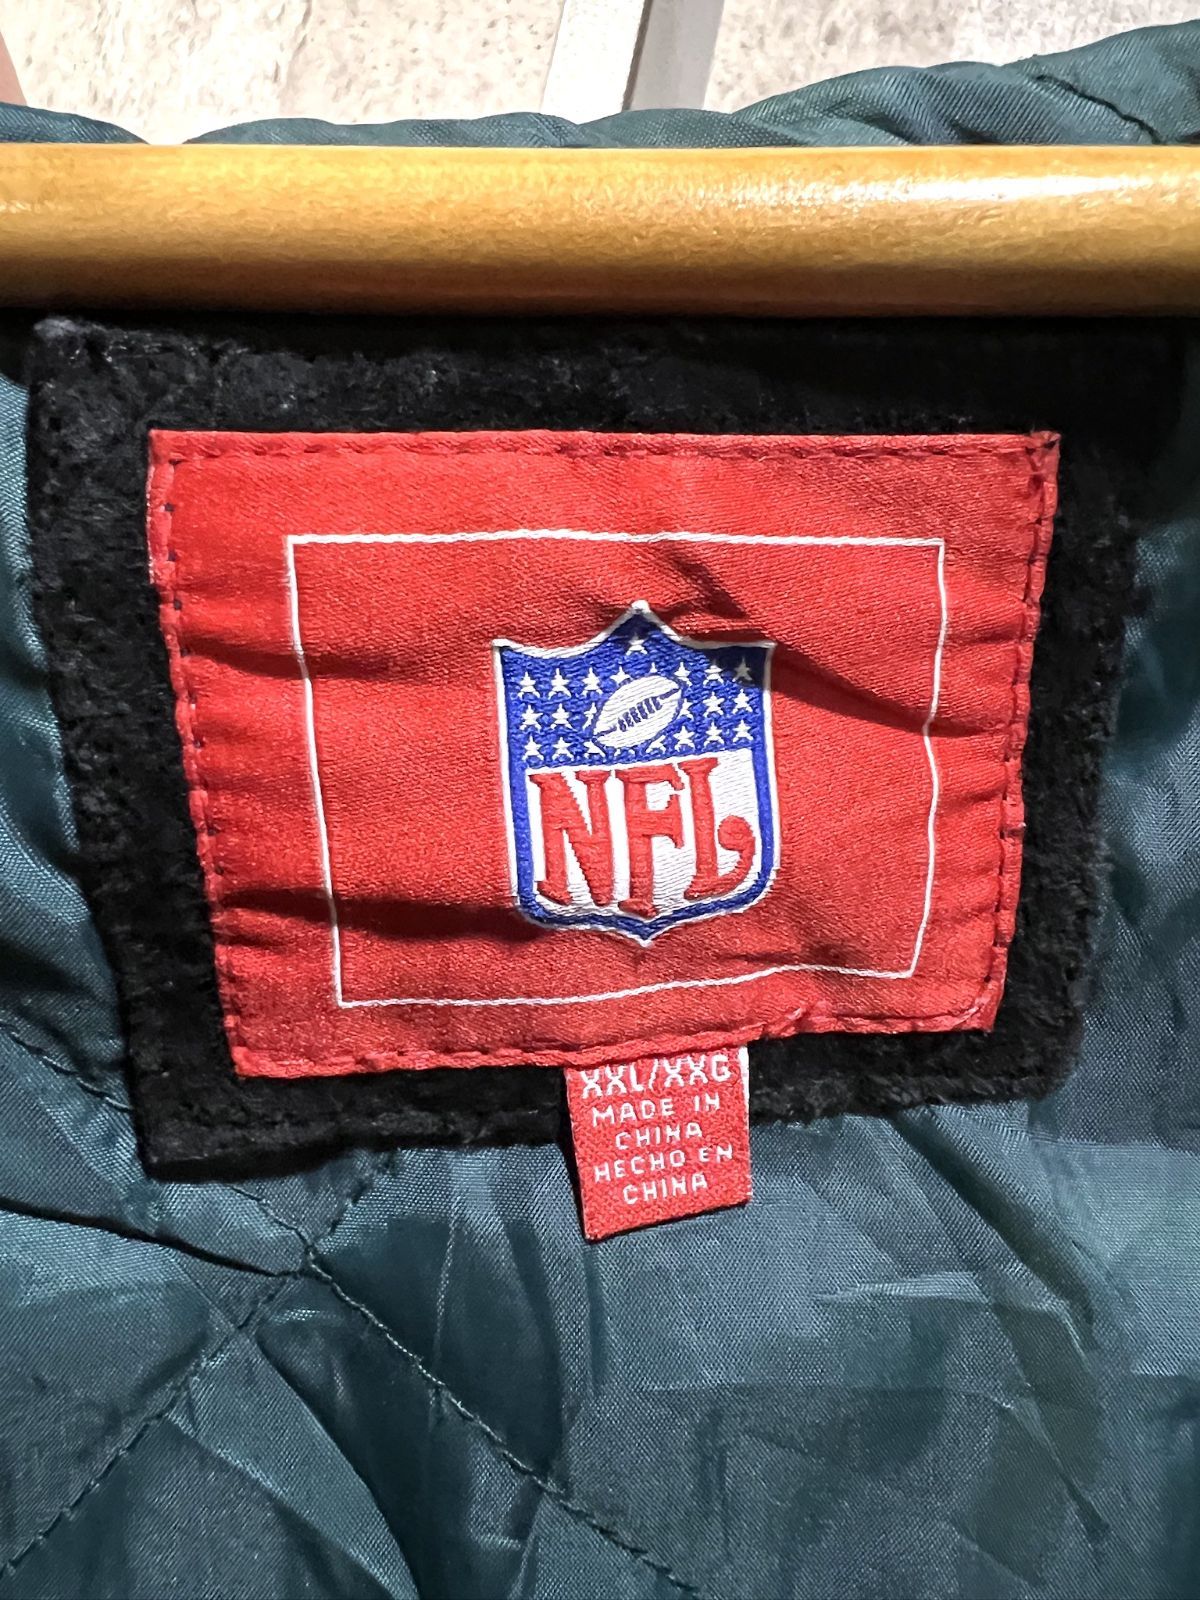 NFL
XXL/XXG
MADE IN
CHINA
HECHO EN
CHINA